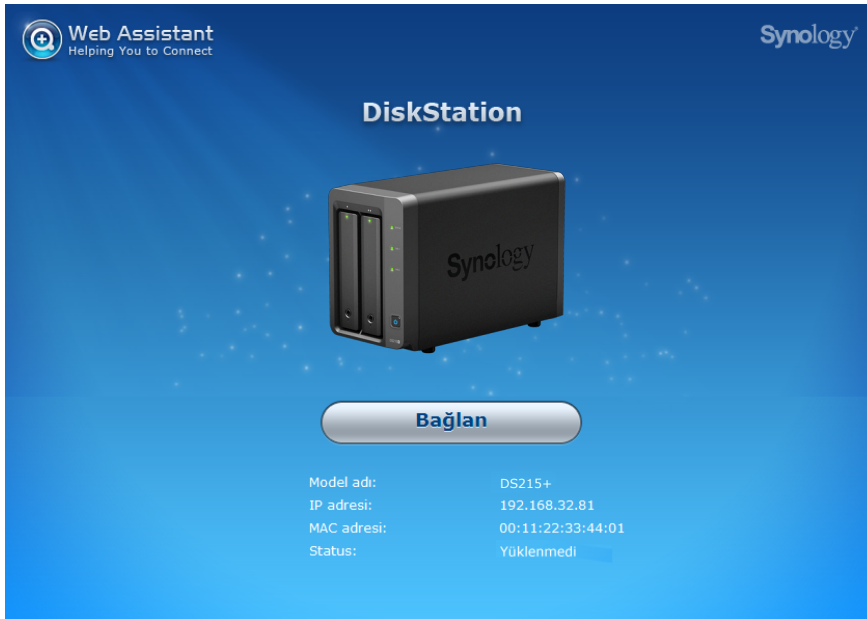 Web Assistant
Helping You to Connect
Synology
DiskStation
Synology
Bağlan
Model adı: DS215+
IP adresi: 192.168.32.81
MAC adresi: 00:11:22:33:44:01
Status: Yüklenmedi